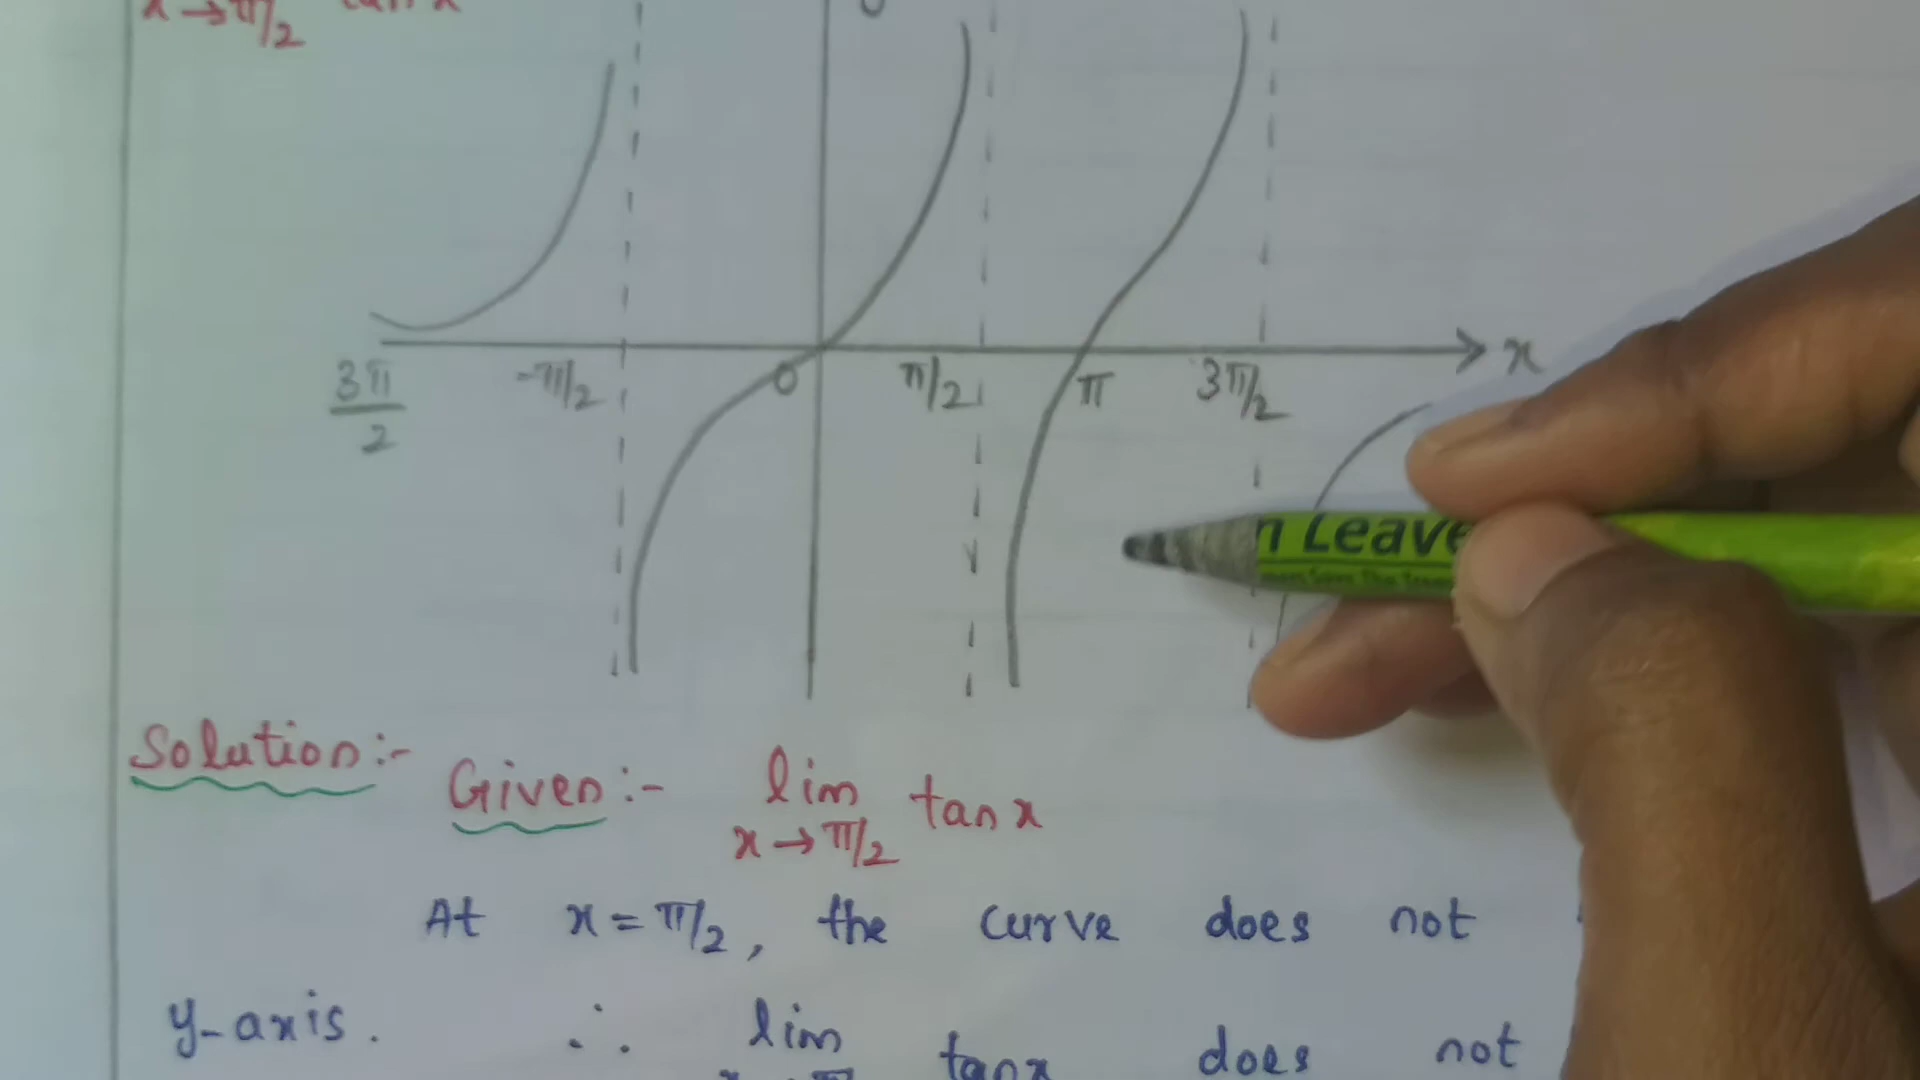 x→π/2 tan x
3π/2 -π/2 0 π/2 π 3π/2 x
n Leave
Solution:-
Given:- lim x→π/2 tan x
At x = π/2, the curve does not
y-axis. ∴ lim tan x does not